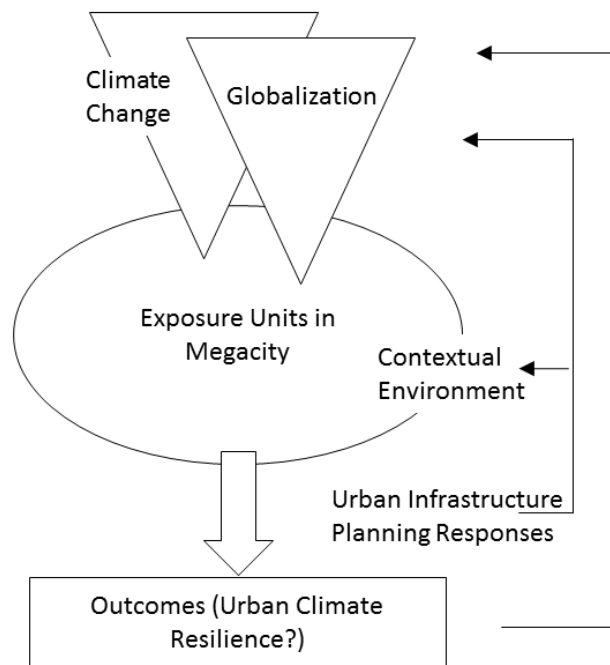 Climate
Change
Globalization
Exposure Units in
Megacity
Contextual
Environment
Urban Infrastructure
Planning Responses
Outcomes (Urban Climate
Resilience?)